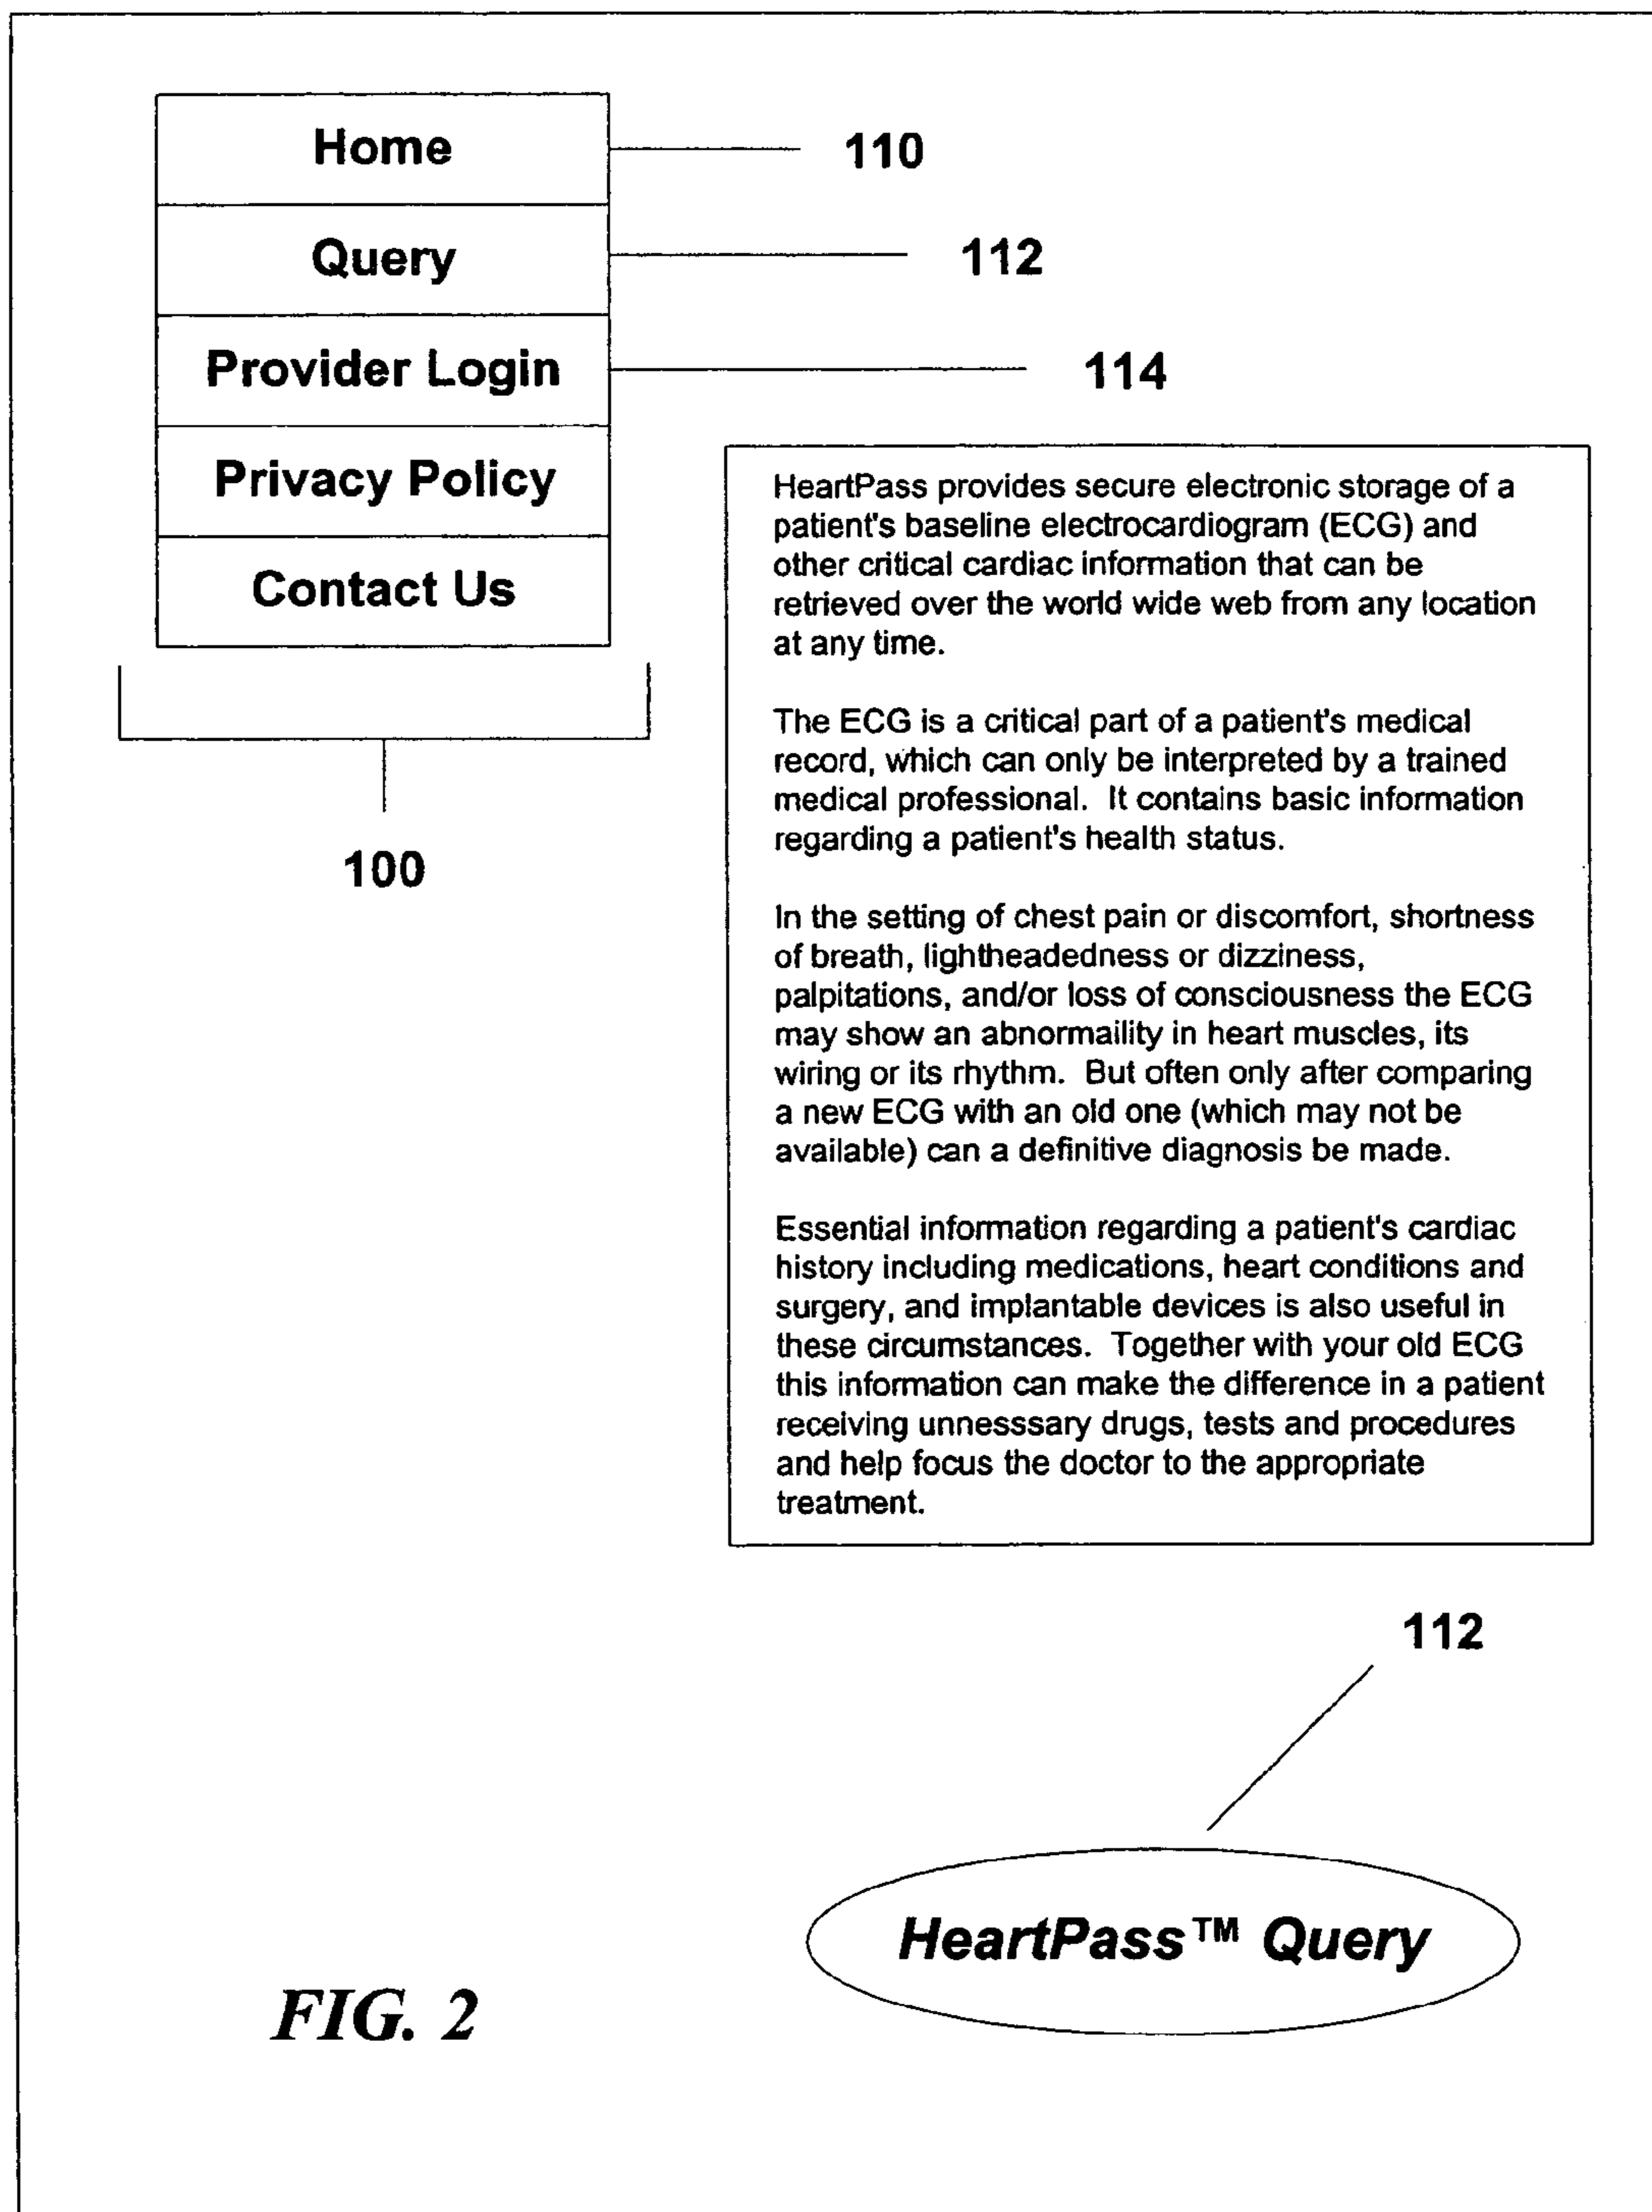 Home
110
Query
112
Provider Login
114
Privacy Policy
Contact Us
100
HeartPass provides secure electronic storage of a
patient's baseline electrocardiogram (ECG) and
other critical cardiac information that can be
retrieved over the world wide web from any location
at any time.
The ECG is a critical part of a patient's medical
record, which can only be interpreted by a trained
medical professional. It contains basic information
regarding a patient's health status.
In the setting of chest pain or discomfort, shortness
of breath, lightheadedness or dizziness,
palpitations, and/or loss of consciousness the ECG
may show an abnormaility in heart muscles, its
wiring or its rhythm. But often only after comparing
a new ECG with an old one (which may not be
available) can a definitive diagnosis be made.
Essential information regarding a patient's cardiac
history including medications, heart conditions and
surgery, and implantable devices is also useful in
these circumstances. Together with your old ECG
this information can make the difference in a patient
receiving unnesssary drugs, tests and procedures
and help focus the doctor to the appropriate
treatment.
112
HeartPass™ Query
FIG. 2